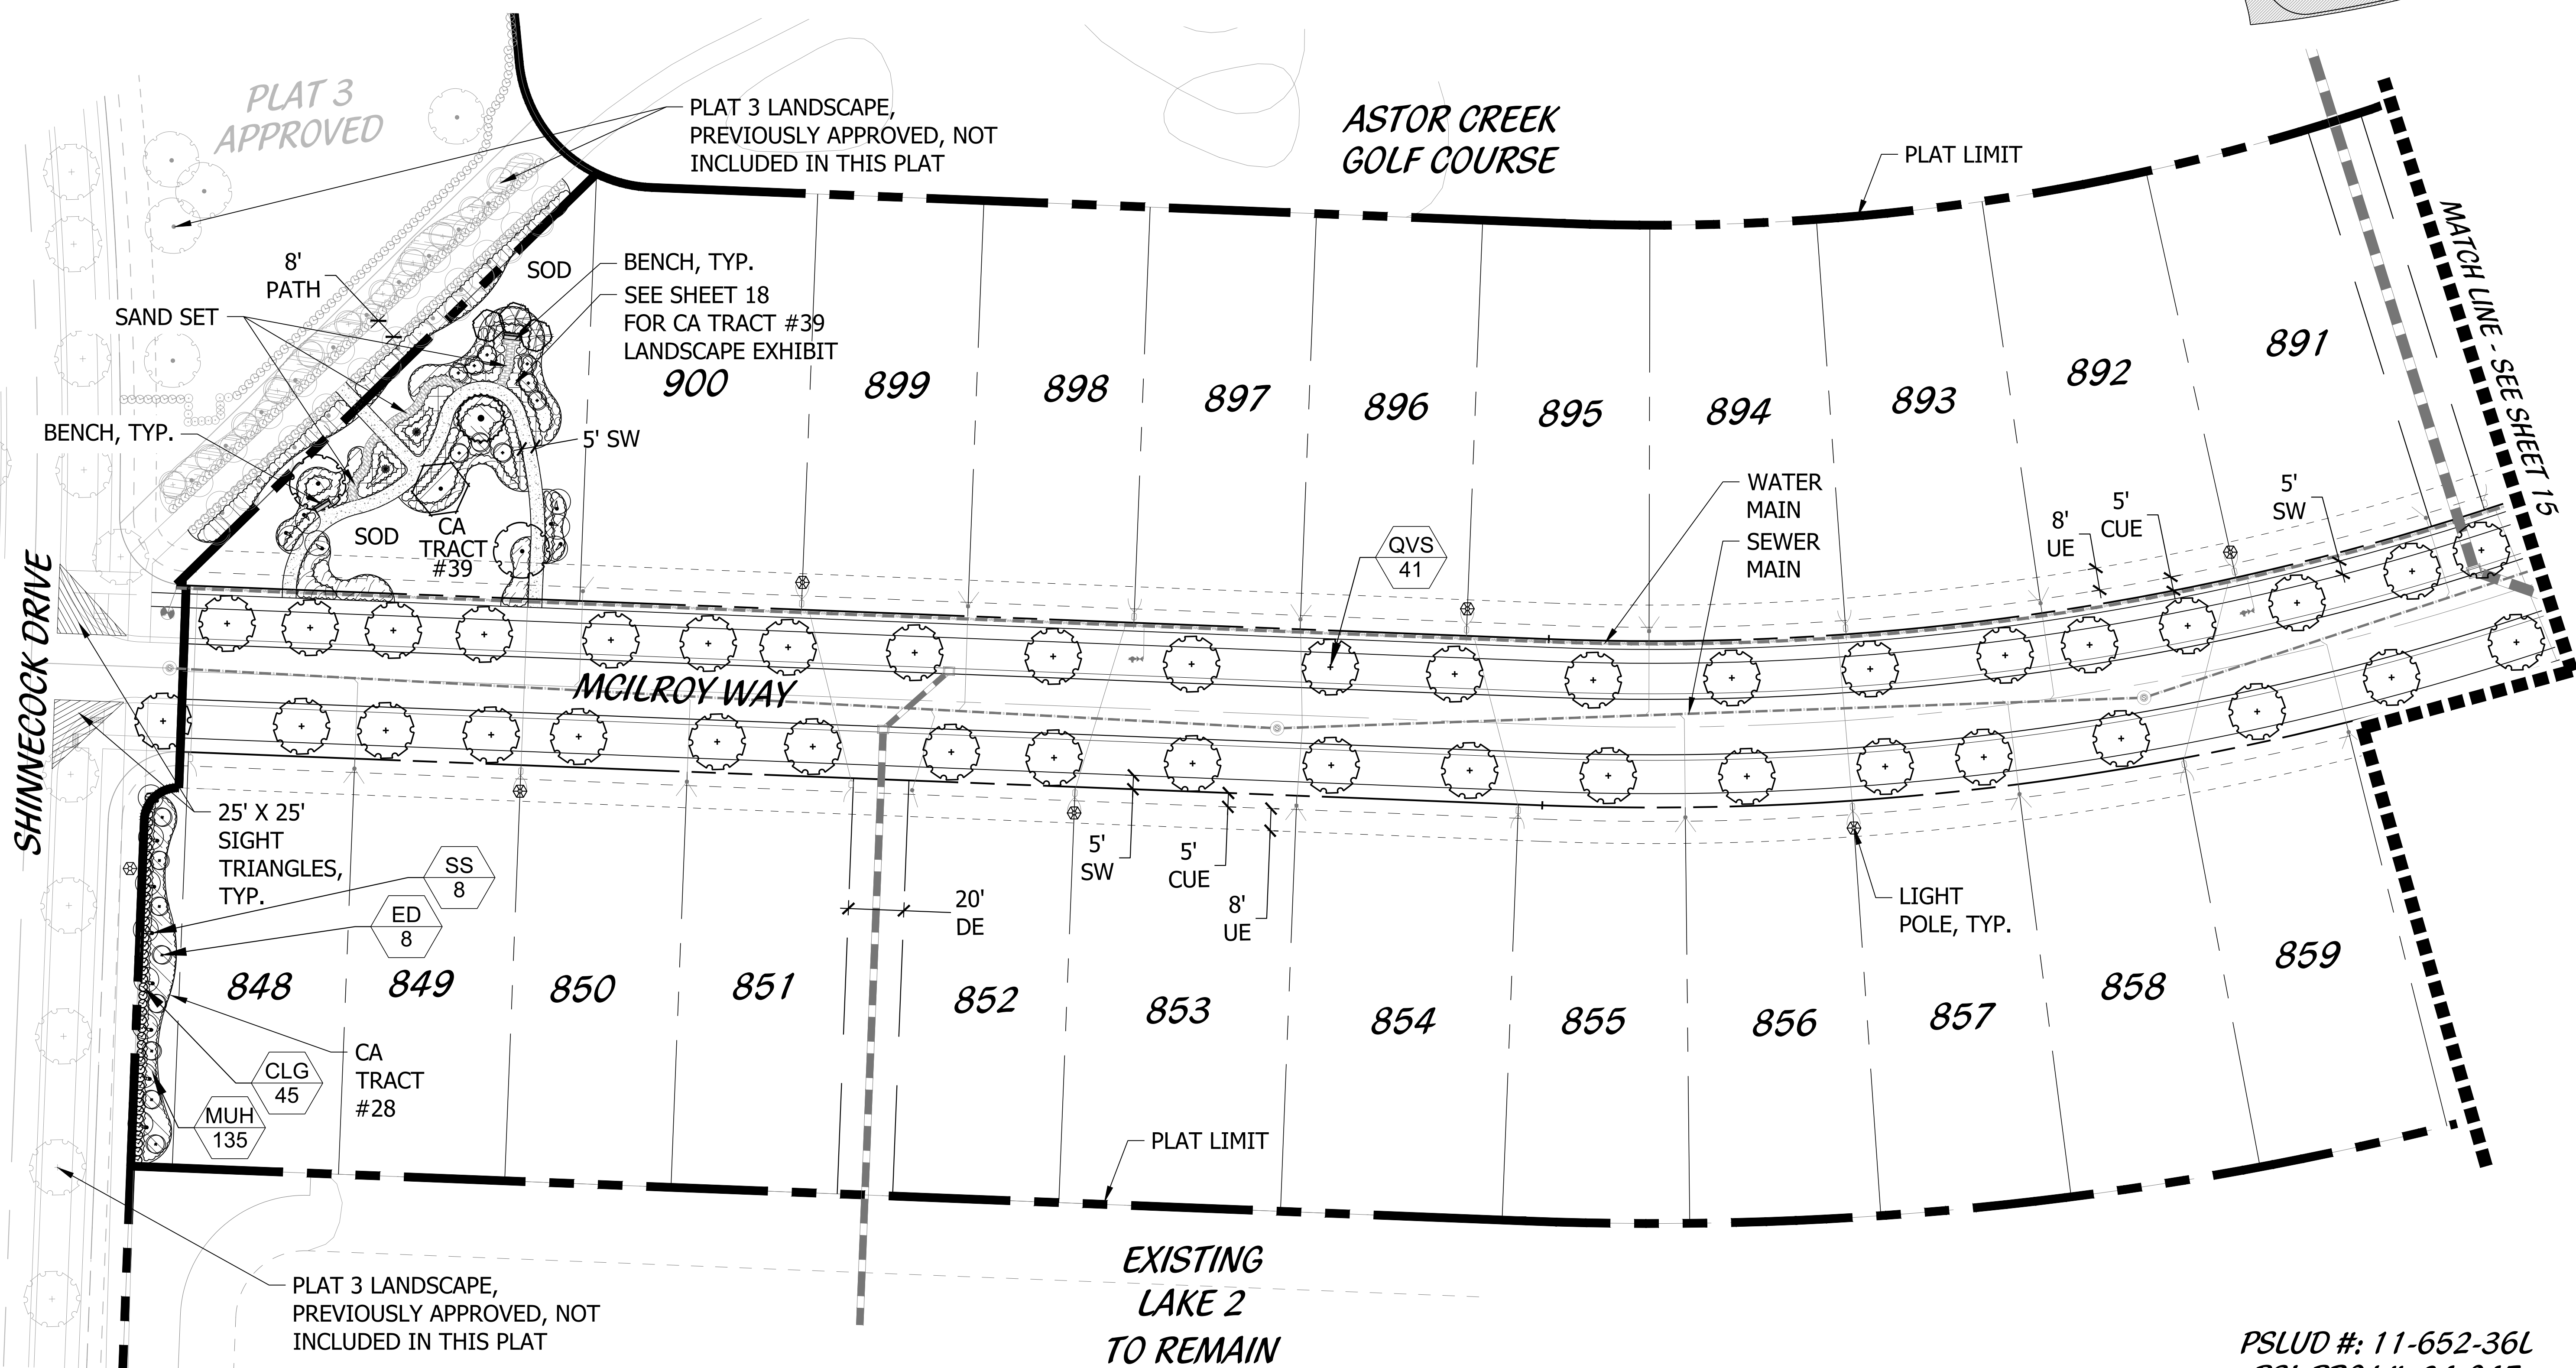 PLAT 3
APPROVED
PLAT 3 LANDSCAPE,
PREVIOUSLY APPROVED, NOT
INCLUDED IN THIS PLAT
ASTOR CREEK
GOLF COURSE
PLAT LIMIT
MATCH LINE - SEE SHEET 15
8'
PATH
SOD
BENCH, TYP.
SAND SET
SEE SHEET 18
FOR CA TRACT #39
LANDSCAPE EXHIBIT
900
899
898
897
896
895
894
893
892
891
BENCH, TYP.
5' SW
WATER
MAIN
SEWER
MAIN
5'
SW
5'
CUE
8'
UE
QVS
41
SOD
CA
TRACT
#39
SHINNECOCK DRIVE
MCILROY WAY
25' X 25'
SIGHT
TRIANGLES,
TYP.
SS
8
ED
8
5'
SW
5'
CUE
8'
UE
20'
DE
LIGHT
POLE, TYP.
848
849
850
851
852
853
854
855
856
857
858
859
CLG
45
MUH
135
CA
TRACT
#28
PLAT LIMIT
PLAT 3 LANDSCAPE,
PREVIOUSLY APPROVED, NOT
INCLUDED IN THIS PLAT
EXISTING
LAKE 2
TO REMAIN
PSLUD #: 11-652-36L